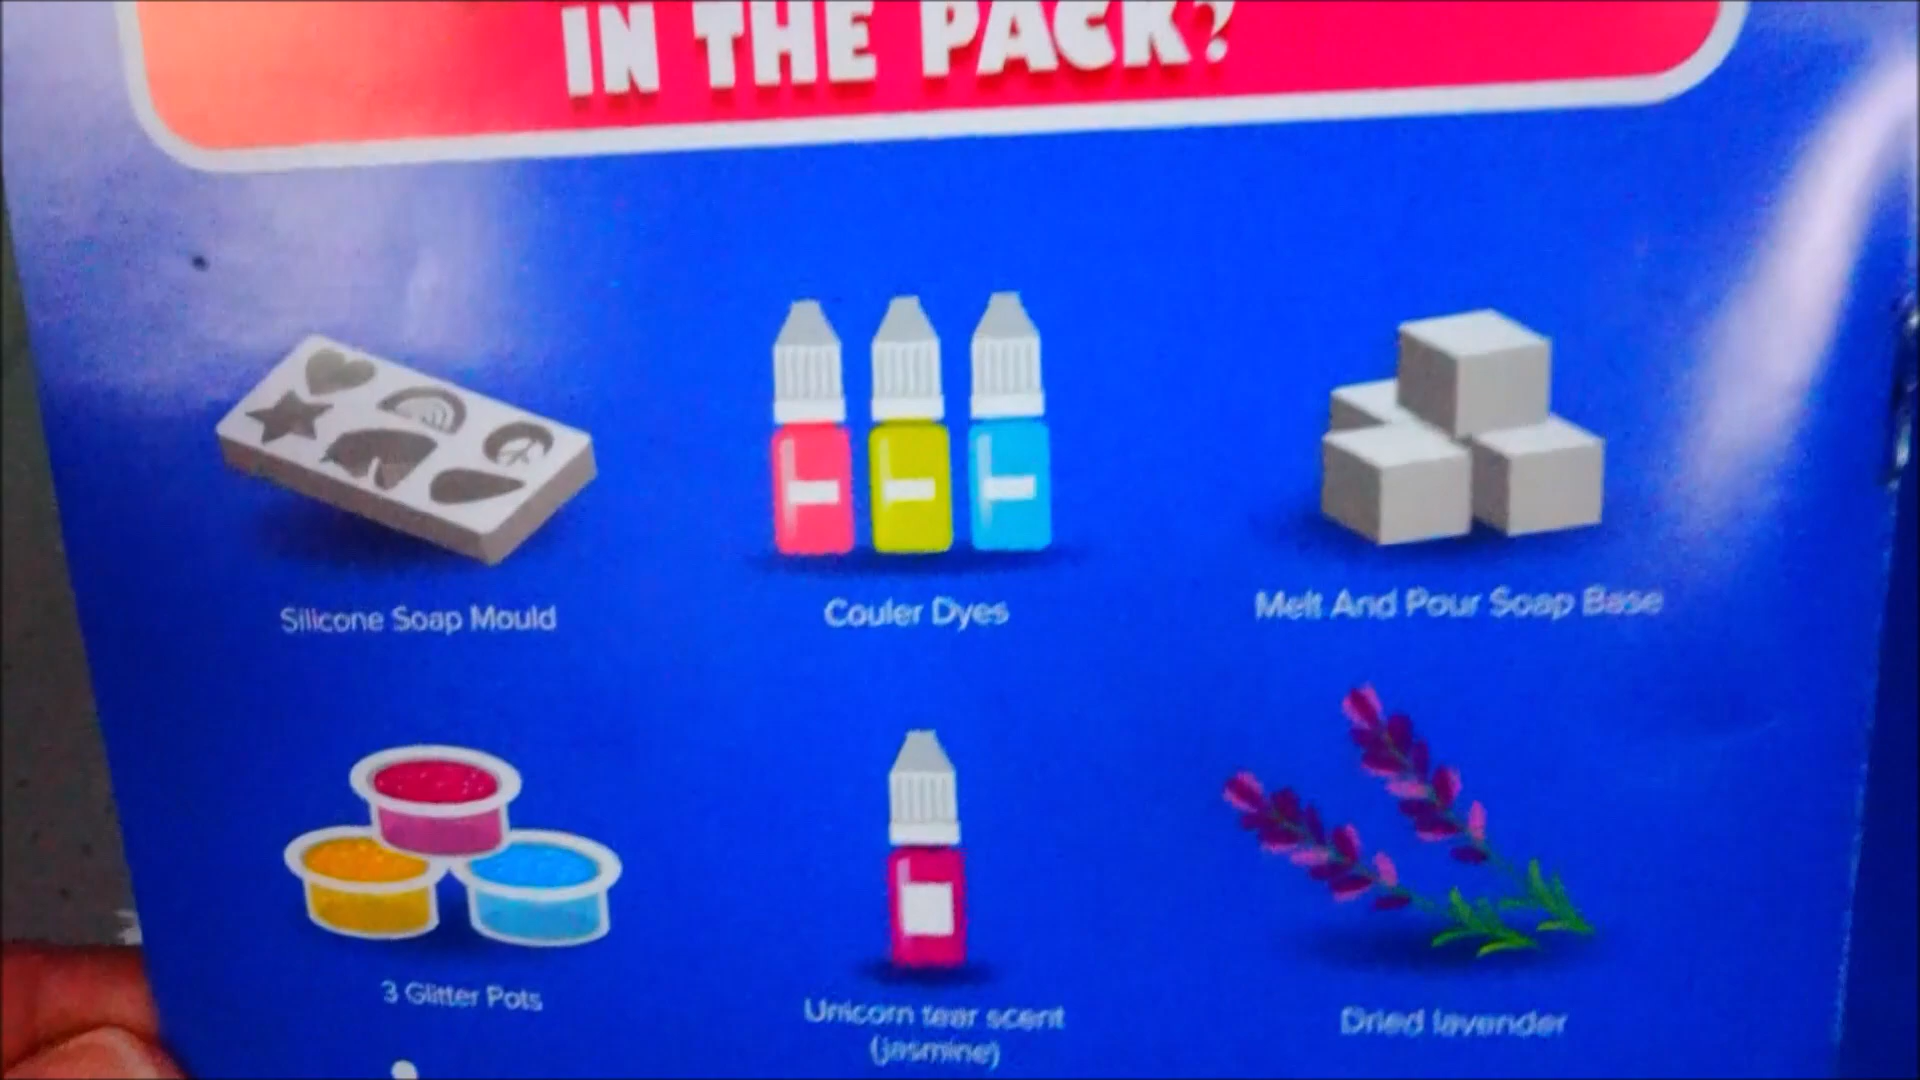 IN THE PACK?
Silicone Soap Mould
Couler Dyes
Melt And Pour Soap Base
3 Glitter Pots
Unicorn tear scent
(jasmine)
Dried lavender